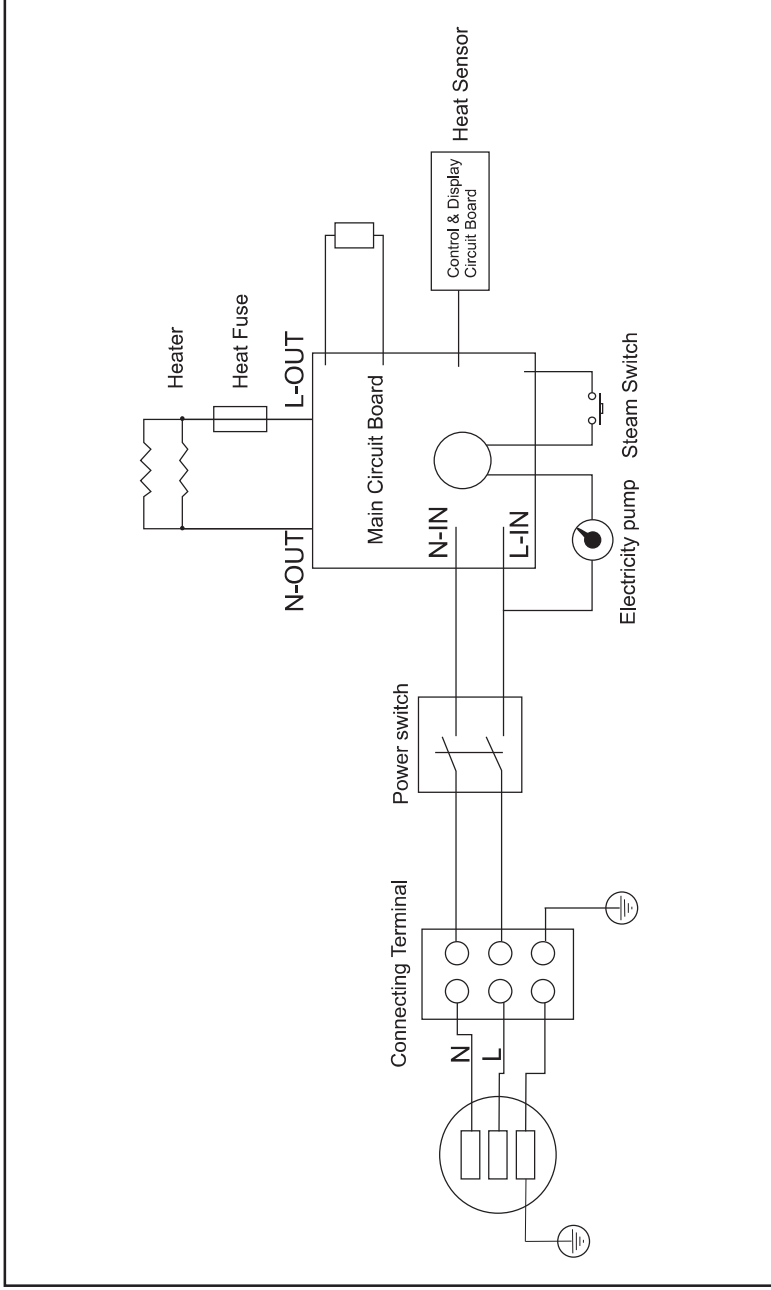 Heater
Heat Fuse
N-OUT
L-OUT
Main Circuit Board
Heat Sensor
Control & Display
Circuit Board
N-IN
L-IN
Connecting Terminal
Power switch
N
L
Electricity pump
Steam Switch